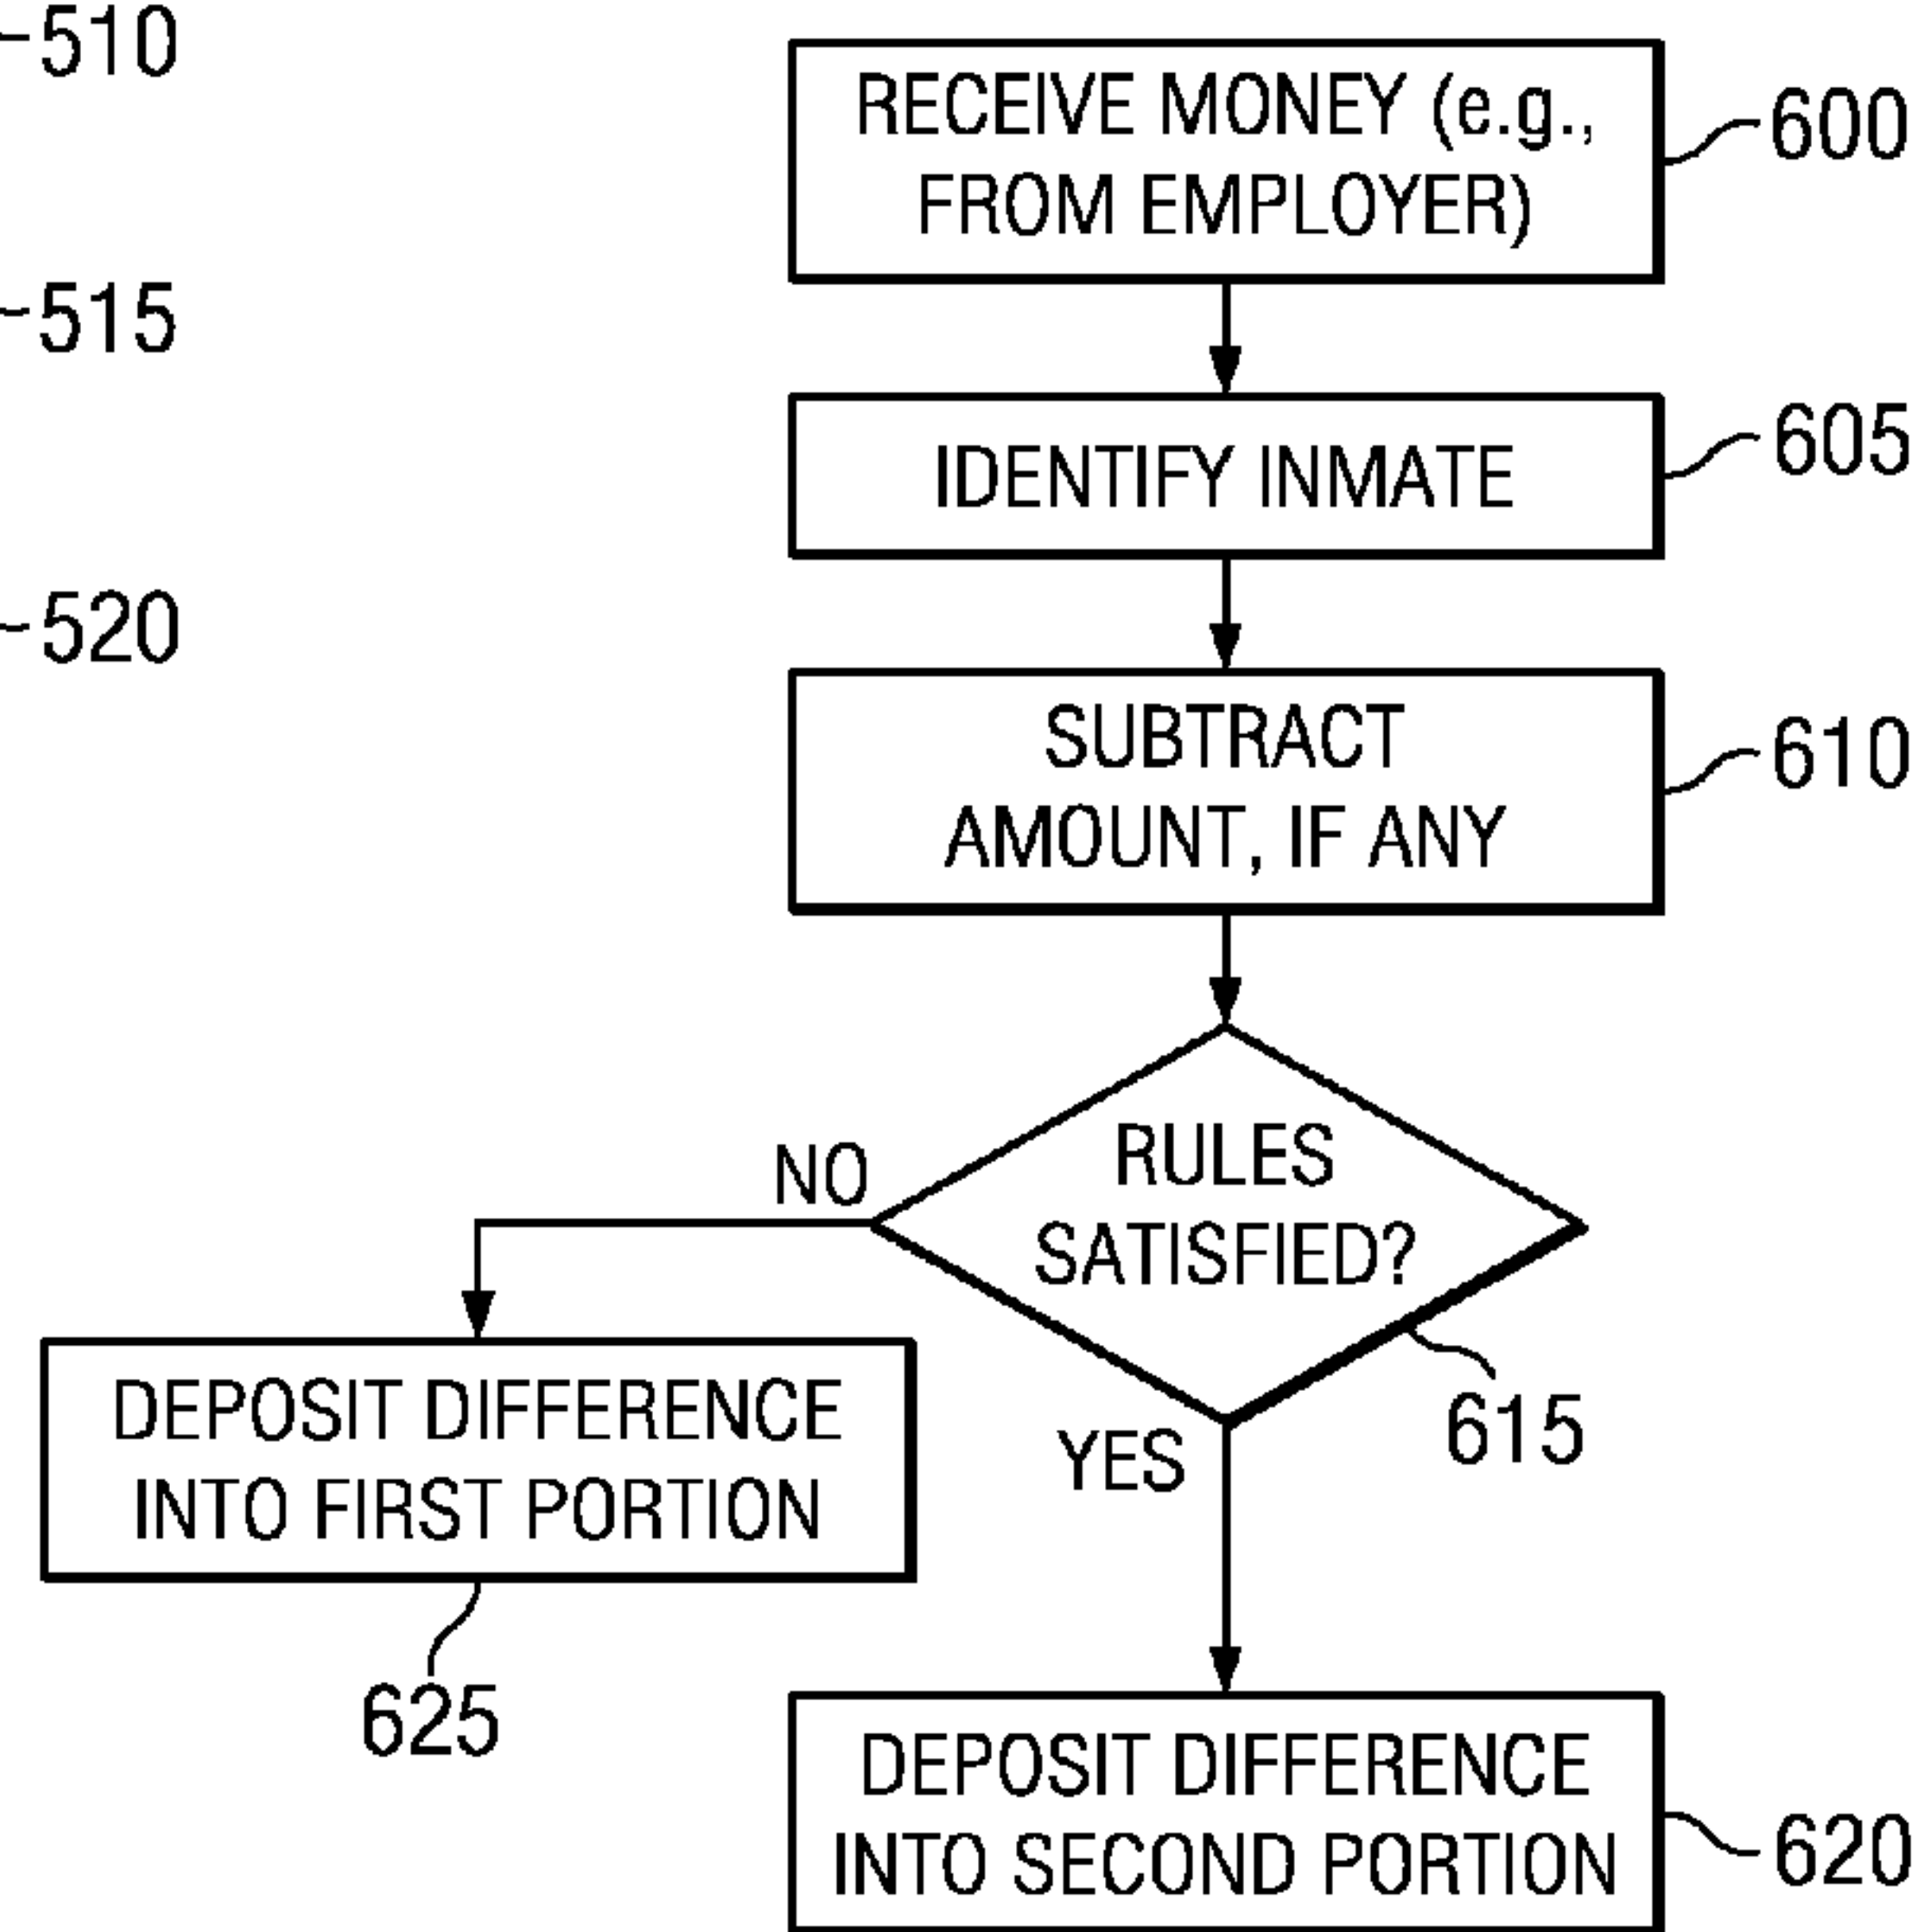 510
515
520
RECEIVE MONEY (e.g.,
FROM EMPLOYER)
600
IDENTIFY INMATE
605
SUBTRACT
AMOUNT, IF ANY
610
RULES
SATISFIED?
615
NO
YES
DEPOSIT DIFFERENCE
INTO FIRST PORTION
625
DEPOSIT DIFFERENCE
INTO SECOND PORTION
620